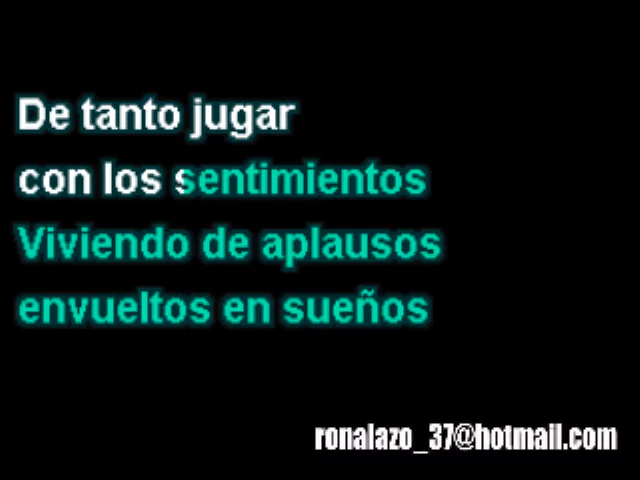 De tanto jugar
con los sentimientos
Viviendo de aplausos
envueltos en sueños
ronalazo_37@hotmail.com